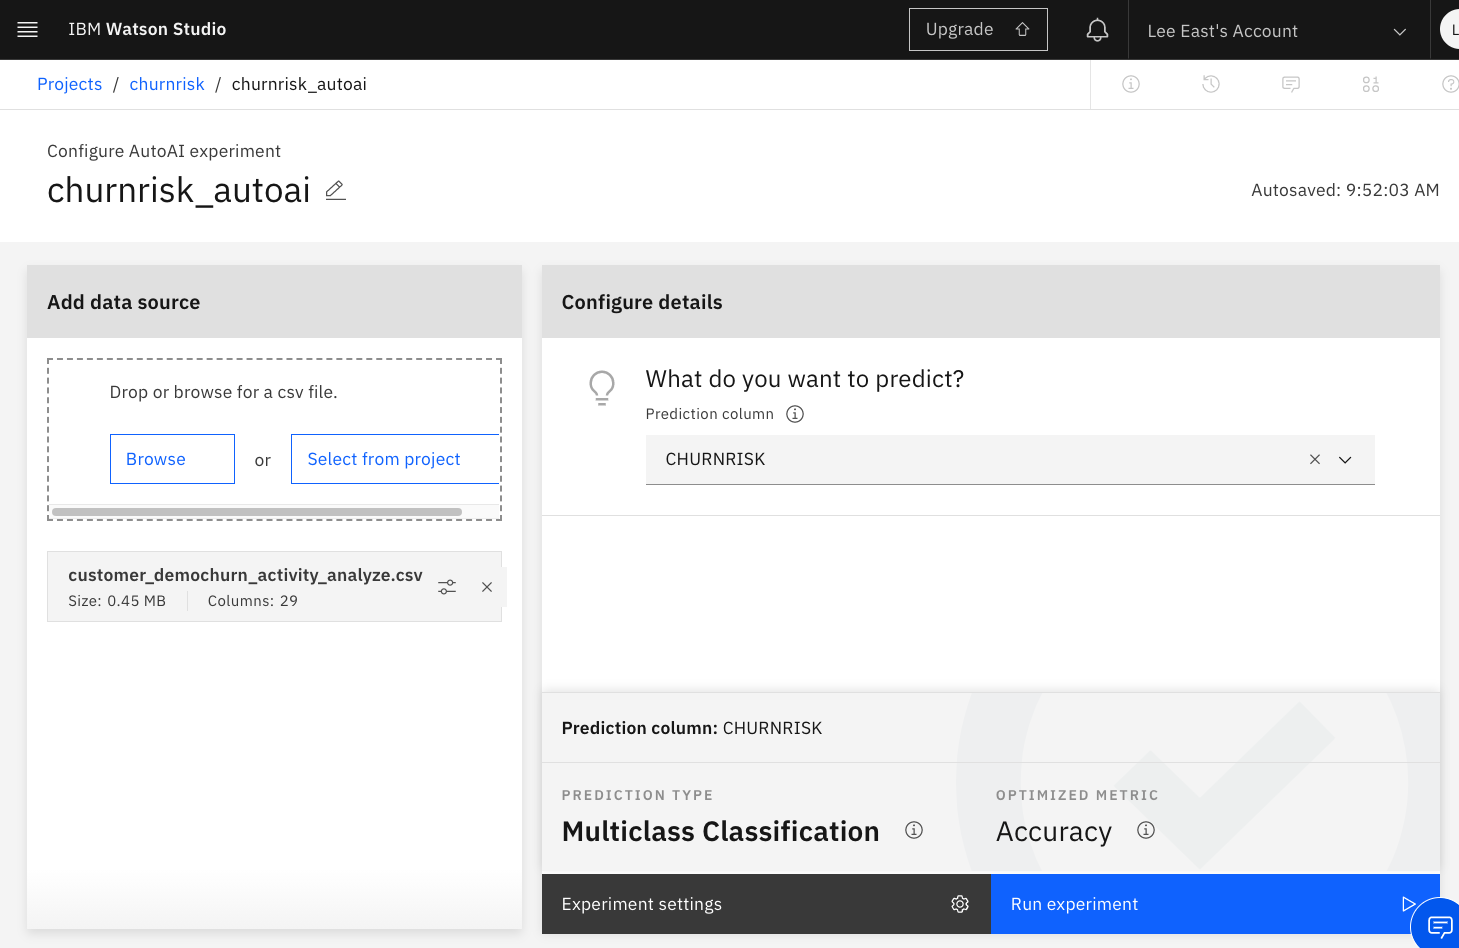 IBM Watson Studio
Upgrade
Lee East's Account
L
Projects / churnrisk / churnrisk_autoai
Configure AutoAI experiment
churnrisk_autoai
Autosaved: 9:52:03 AM
Add data source
Drop or browse for a csv file.
Browse or Select from project
customer_demochurn_activity_analyze.csv
Size: 0.45 MB Columns: 29
Configure details
What do you want to predict?
Prediction column
CHURNRISK
Prediction column: CHURNRISK
PREDICTION TYPE
Multiclass Classification
OPTIMIZED METRIC
Accuracy
Experiment settings
Run experiment